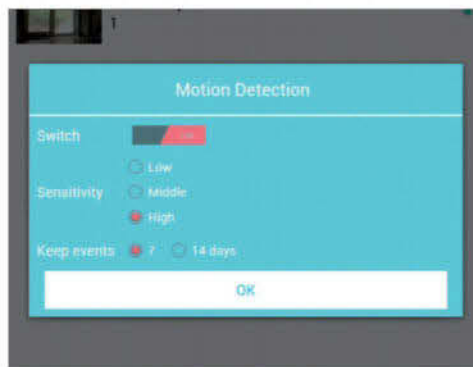 1
Motion Detection
Switch
Low
Sensitivity
Middle
High
Keep events
7
14 days
OK